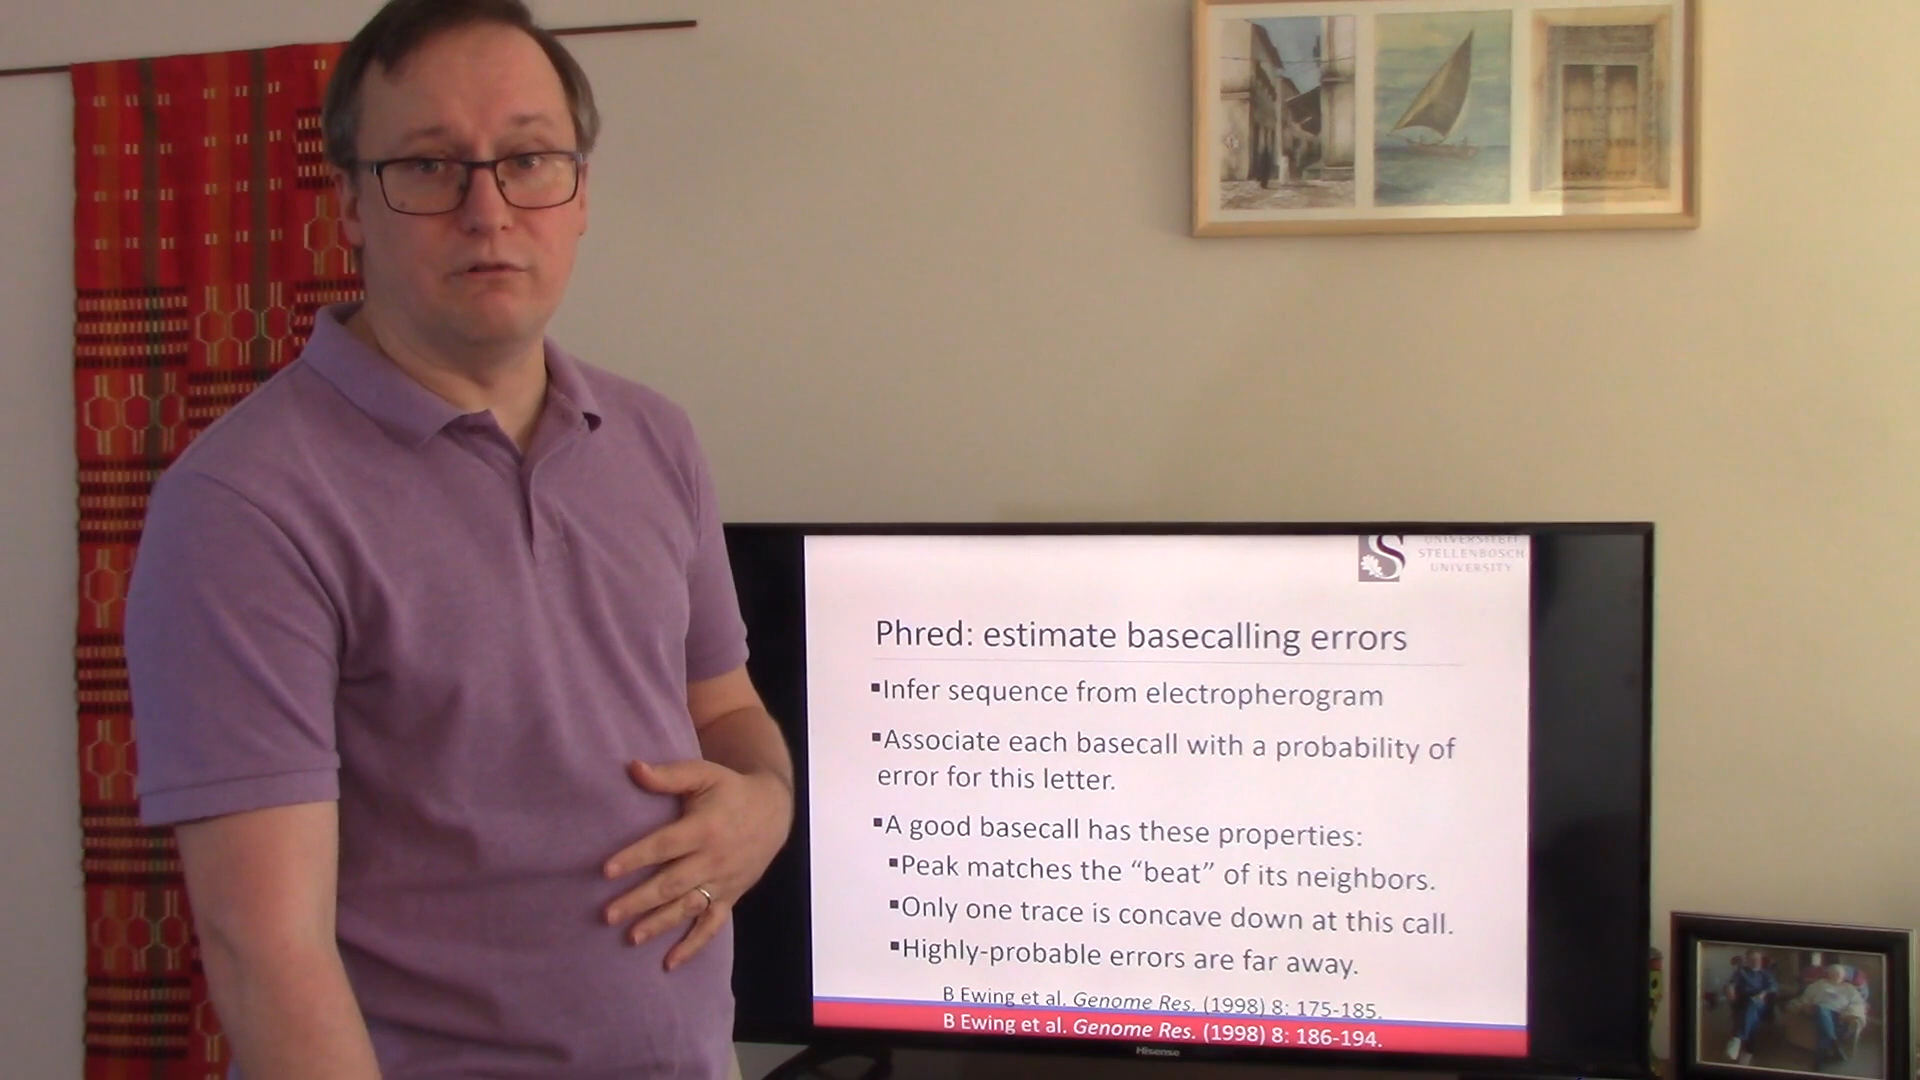 UNIVERSITEIT
STELLENBOSCH
UNIVERSITY
Phred: estimate basecalling errors
▪Infer sequence from electropherogram
▪Associate each basecall with a probability of
error for this letter.
▪A good basecall has these properties:
▪Peak matches the “beat” of its neighbors.
▪Only one trace is concave down at this call.
▪Highly-probable errors are far away.
B Ewing et al. Genome Res. (1998) 8: 175-185.
B Ewing et al. Genome Res. (1998) 8: 186-194.
Hisense